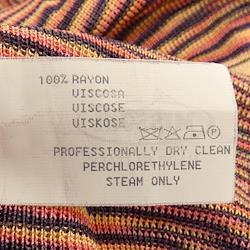 100% RAYON
VISCOSA
VISCOSE
VISKOSE
P
PROFESSIONALLY DRY CLEAN
PERCHLORETHYLENE
STEAM ONLY